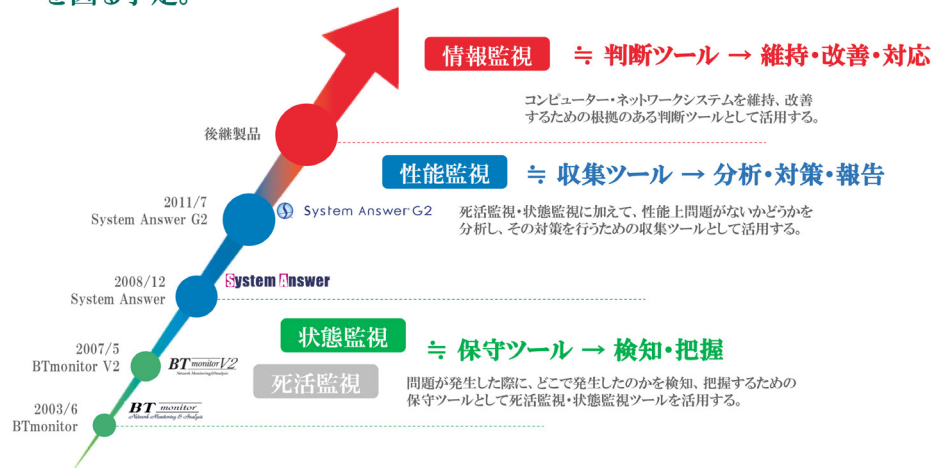 を図る予定。
情報監視
≒ 判断ツール → 維持・改善・対応
コンピューター・ネットワークシステムを維持、改善
するための根拠のある判断ツールとして活用する。
後継製品
性能監視
≒ 収集ツール → 分析・対策・報告
2011/7
System Answer G2
System Answer G2
死活監視・状態監視に加えて、性能上問題がないかどうかを
分析し、その対策を行うための収集ツールとして活用する。
2008/12
System Answer
System Answer
状態監視
≒ 保守ツール → 検知・把握
2007/5
BTmonitor V2
BT monitor V2
Network Monitoring & Analysis
死活監視
問題が発生した際に、どこで発生したのかを検知、把握するための
保守ツールとして死活監視・状態監視ツールを活用する。
2003/6
BTmonitor
BT monitor
Network Monitoring & Analysis